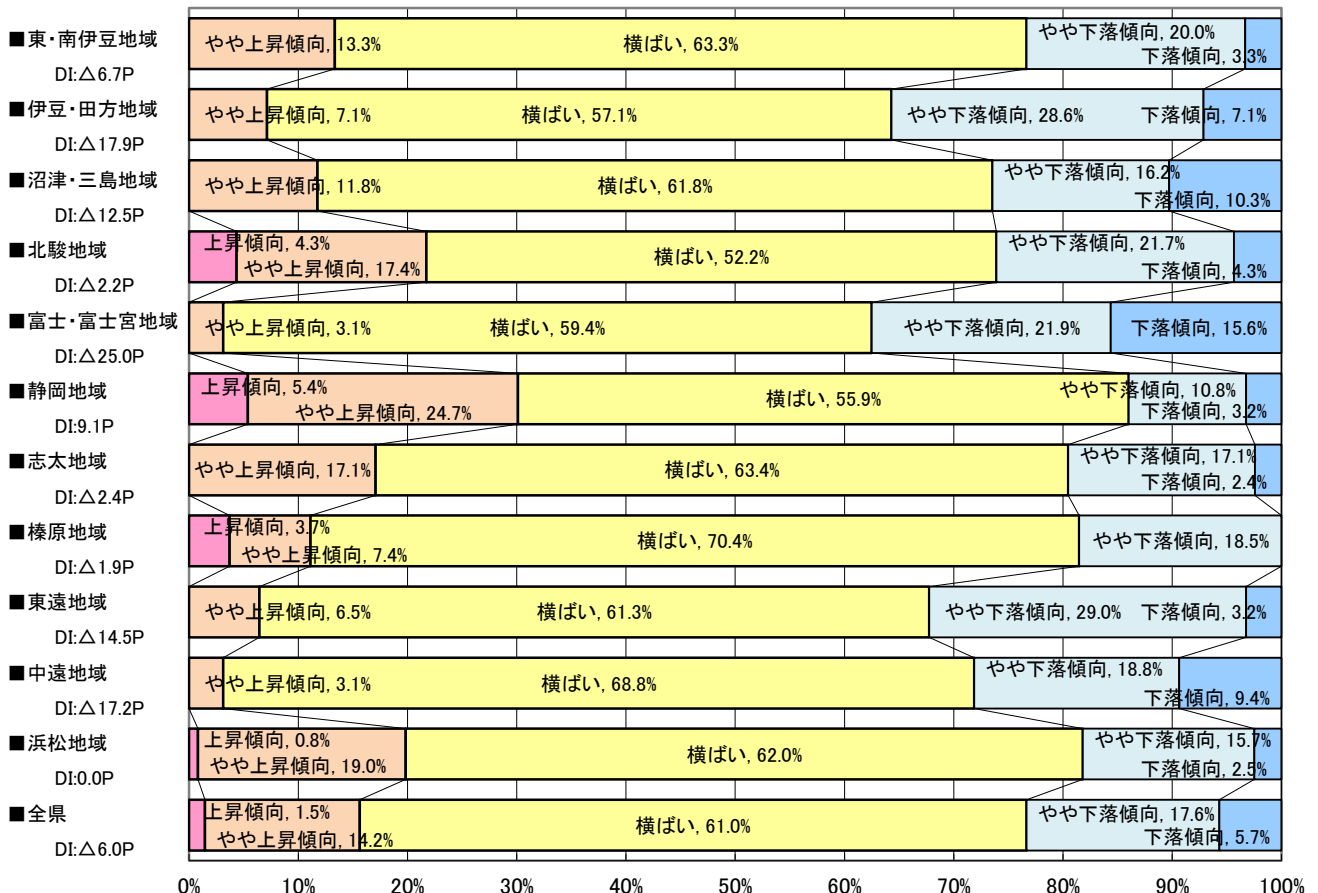 ■東・南伊豆地域
DI:△6.7P
やや上昇傾向, 13.3%
横ばい, 63.3%
やや下落傾向, 20.0%
下落傾向, 3.3%
■伊豆・田方地域
DI:△17.9P
やや上昇傾向, 7.1%
横ばい, 57.1%
やや下落傾向, 28.6%
下落傾向, 7.1%
■沼津・三島地域
DI:△12.5P
やや上昇傾向, 11.8%
横ばい, 61.8%
やや下落傾向, 16.2%
下落傾向, 10.3%
■北駿地域
DI:△2.2P
上昇傾向, 4.3%
やや上昇傾向, 17.4%
横ばい, 52.2%
やや下落傾向, 21.7%
下落傾向, 4.3%
■富士・富士宮地域
DI:△25.0P
やや上昇傾向, 3.1%
横ばい, 59.4%
やや下落傾向, 21.9%
下落傾向, 15.6%
■静岡地域
DI:9.1P
上昇傾向, 5.4%
やや上昇傾向, 24.7%
横ばい, 55.9%
やや下落傾向, 10.8%
下落傾向, 3.2%
■志太地域
DI:△2.4P
やや上昇傾向, 17.1%
横ばい, 63.4%
やや下落傾向, 17.1%
下落傾向, 2.4%
■榛原地域
DI:△1.9P
上昇傾向, 3.7%
やや上昇傾向, 7.4%
横ばい, 70.4%
やや下落傾向, 18.5%
■東遠地域
DI:△14.5P
やや上昇傾向, 6.5%
横ばい, 61.3%
やや下落傾向, 29.0%
下落傾向, 3.2%
■中遠地域
DI:△17.2P
やや上昇傾向, 3.1%
横ばい, 68.8%
やや下落傾向, 18.8%
下落傾向, 9.4%
■浜松地域
DI:0.0P
上昇傾向, 0.8%
やや上昇傾向, 19.0%
横ばい, 62.0%
やや下落傾向, 15.7%
下落傾向, 2.5%
■全県
DI:△6.0P
上昇傾向, 1.5%
やや上昇傾向, 14.2%
横ばい, 61.0%
やや下落傾向, 17.6%
下落傾向, 5.7%
0% 10% 20% 30% 40% 50% 60% 70% 80% 90% 100%